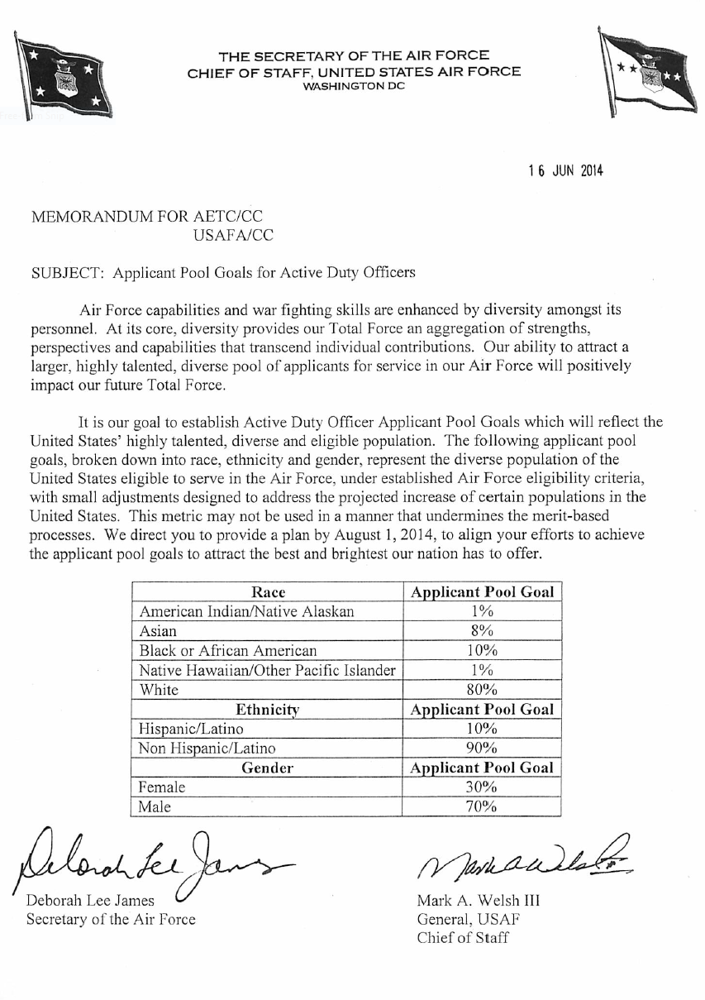 THE SECRETARY OF THE AIR FORCE
CHIEF OF STAFF, UNITED STATES AIR FORCE
WASHINGTON DC
16 JUN 2014
MEMORANDUM FOR AETC/CC
USAFA/CC
SUBJECT: Applicant Pool Goals for Active Duty Officers
Air Force capabilities and war fighting skills are enhanced by diversity amongst its
personnel. At its core, diversity provides our Total Force an aggregation of strengths,
perspectives and capabilities that transcend individual contributions. Our ability to attract a
larger, highly talented, diverse pool of applicants for service in our Air Force will positively
impact our future Total Force.
It is our goal to establish Active Duty Officer Applicant Pool Goals which will reflect the
United States' highly talented, diverse and eligible population. The following applicant pool
goals, broken down into race, ethnicity and gender, represent the diverse population of the
United States eligible to serve in the Air Force, under established Air Force eligibility criteria,
with small adjustments designed to address the projected increase of certain populations in the
United States. This metric may not be used in a manner that undermines the merit-based
processes. We direct you to provide a plan by August 1, 2014, to align your efforts to achieve
the applicant pool goals to attract the best and brightest our nation has to offer.
Race Applicant Pool Goal
American Indian/Native Alaskan 1%
Asian 8%
Black or African American 10%
Native Hawaiian/Other Pacific Islander 1%
White 80%
Ethnicity Applicant Pool Goal
Hispanic/Latino 10%
Non Hispanic/Latino 90%
Gender Applicant Pool Goal
Female 30%
Male 70%
Deborah Lee James
Mark A Welsh III
Deborah Lee James
Secretary of the Air Force
Mark A. Welsh III
General, USAF
Chief of Staff